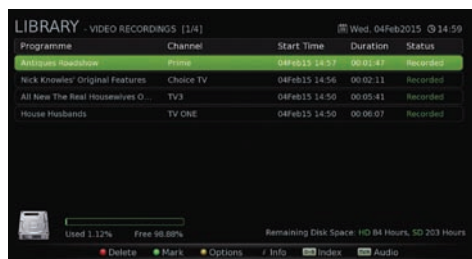 LIBRARY - VIDEO RECORDINGS [1/4] Wed. 04Feb2015 14:59
Programme Channel Start Time Duration Status
Antiques Roadshow Prime 04Feb15 14:57 00:01:47 Recorded
Nick Knowles' Original Features Choice TV 04Feb15 14:56 00:02:11 Recorded
All New The Real Housewives O... TV3 04Feb15 14:50 00:05:41 Recorded
House Husbands TV ONE 04Feb15 14:50 00:06:07 Recorded
Used 1.12% Free 98.88% Remaining Disk Space: HD 84 Hours, SD 203 Hours
Delete Mark Options i Info Index Audio